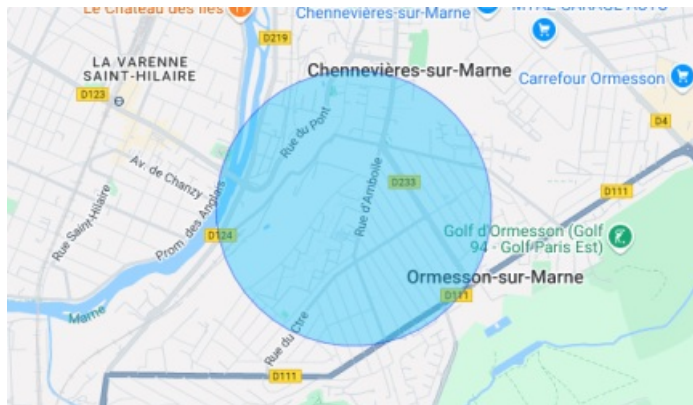 Le Château des Îles
Chennevières-sur-Marne
D219
LA VARENNE
SAINT-HILAIRE
Chennevières-sur-Marne
Carrefour Ormesson
D123
Rue du Pont
D4
Av. de Chanzy
Rue d'Amboile
D233
D111
Rue Saint-Hilaire
Prom. des Anglais
D124
Golf d'Ormesson (Golf
94 - Golf Paris Est)
Ormesson-sur-Marne
D111
Marne
Rue du Ctre
D111